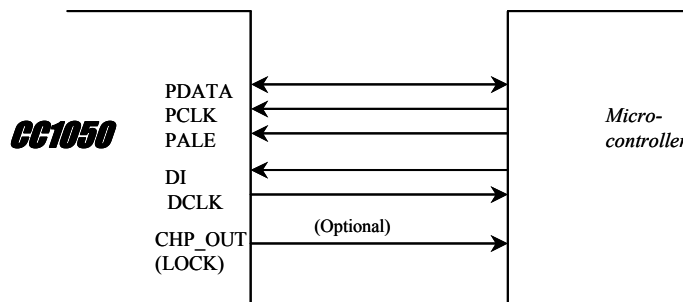 PDATA
PCLK
PALE
CC1050
DI
DCLK
CHP_OUT
(LOCK)
(Optional)
Micro-
controller